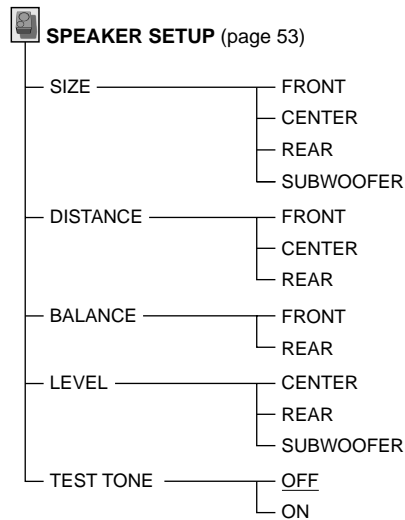 SPEAKER SETUP (page 53)
SIZE FRONT
CENTER
REAR
SUBWOOFER
DISTANCE FRONT
CENTER
REAR
BALANCE FRONT
REAR
LEVEL CENTER
REAR
SUBWOOFER
TEST TONE OFF
ON